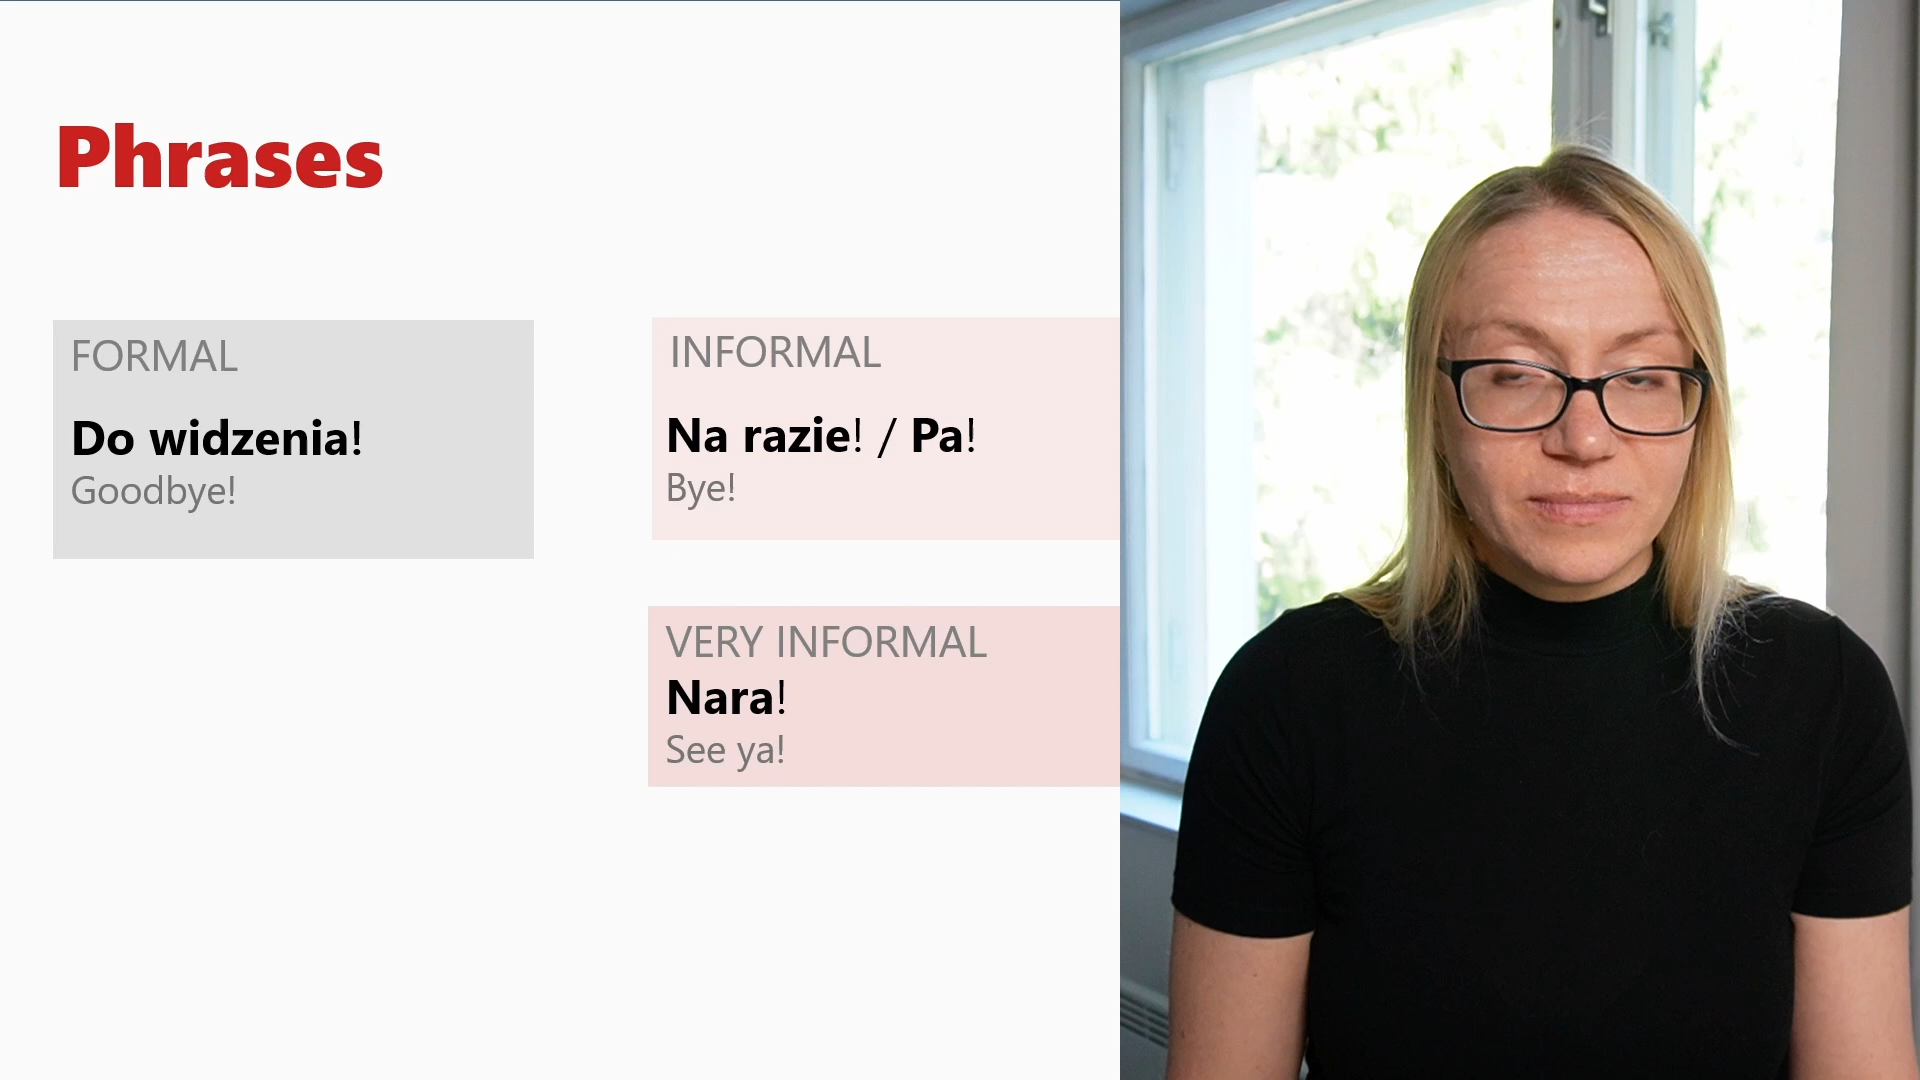 Phrases
FORMAL
Do widzenia!
Goodbye!
INFORMAL
Na razie! / Pa!
Bye!
VERY INFORMAL
Nara!
See ya!